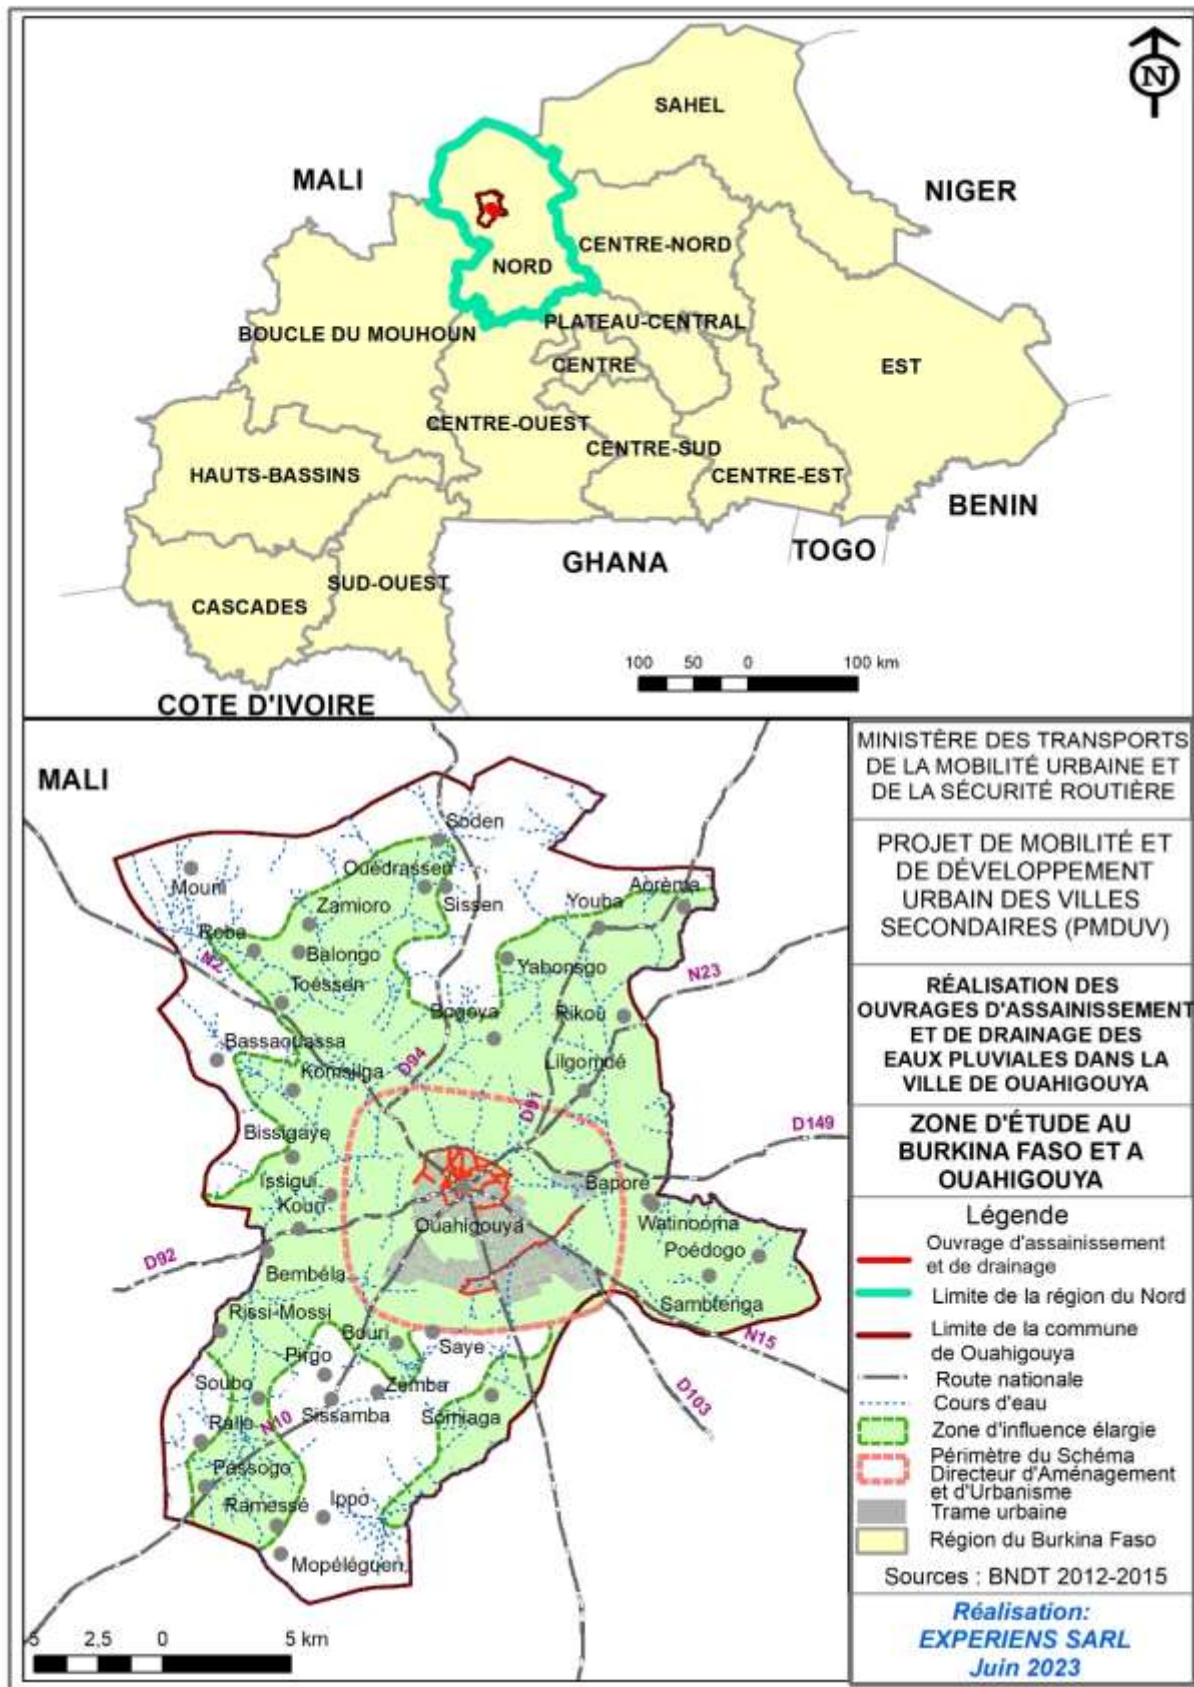 N
SAHEL
MALI
NIGER
CENTRE-NORD
NORD
PLATEAU-CENTRAL
BOUCLE DU MOUHOUN
CENTRE
EST
CENTRE-OUEST
CENTRE-SUD
HAUTS-BASSINS
CENTRE-EST
BENIN
TOGO
GHANA
SUD-OUEST
CASCADES
100 50 0 100 km
COTE D'IVOIRE
MALI
Soden
Ouédrassen
Mouni
Sissen
Aorèma
Youba
Zamioro
Roba
Balongo
Yabonsgo
N2
N23
Toéssen
Bogoya
Rikou
Bassaouassa
Lilgomdé
Komsilga
D94
D91
D149
Bissigaye
Issigui
Baporé
Koun
Ouahigouya
Watinooma
Poédogo
D92
Bembéla
Sambtenga
Rissi-Mossi
Bouri
Saye
N15
Pirgo
Zemba
D103
Soubo
Sissamba
Somiaga
Rallo
N10
Passogo
Ramessé
Ippo
Mopéléguen
5 2,5 0 5 km
MINISTÈRE DES TRANSPORTS
DE LA MOBILITÉ URBAINE ET
DE LA SÉCURITÉ ROUTIÈRE
PROJET DE MOBILITÉ ET
DE DÉVELOPPEMENT
URBAIN DES VILLES
SECONDAIRES (PMDUV)
RÉALISATION DES
OUVRAGES D'ASSAINISSEMENT
ET DE DRAINAGE DES
EAUX PLUVIALES DANS LA
VILLE DE OUAHIGOUYA
ZONE D'ÉTUDE AU
BURKINA FASO ET A
OUAHIGOUYA
Légende
Ouvrage d'assainissement
et de drainage
Limite de la région du Nord
Limite de la commune
de Ouahigouya
Route nationale
Cours d'eau
Zone d'influence élargie
Périmètre du Schéma
Directeur d'Aménagement
et d'Urbanisme
Trame urbaine
Région du Burkina Faso
Sources : BNDT 2012-2015
Réalisation:
EXPERIENS SARL
Juin 2023